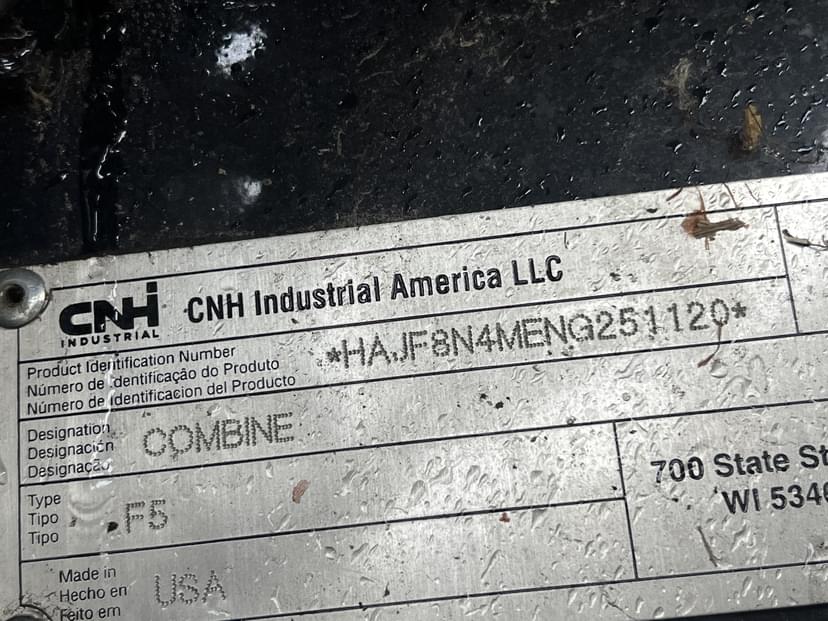 CNH INDUSTRIAL
CNH Industrial America LLC
Product Identification Number
Número de Identificação do Produto
Número de Identificacion del Producto
*HAJF8N4MENG251120*
Designation
Designación
Designação
COMBINE
Type
Tipo
Tipo
F5
700 State St
WI 5340
Made in
Hecho en
Feito em
USA